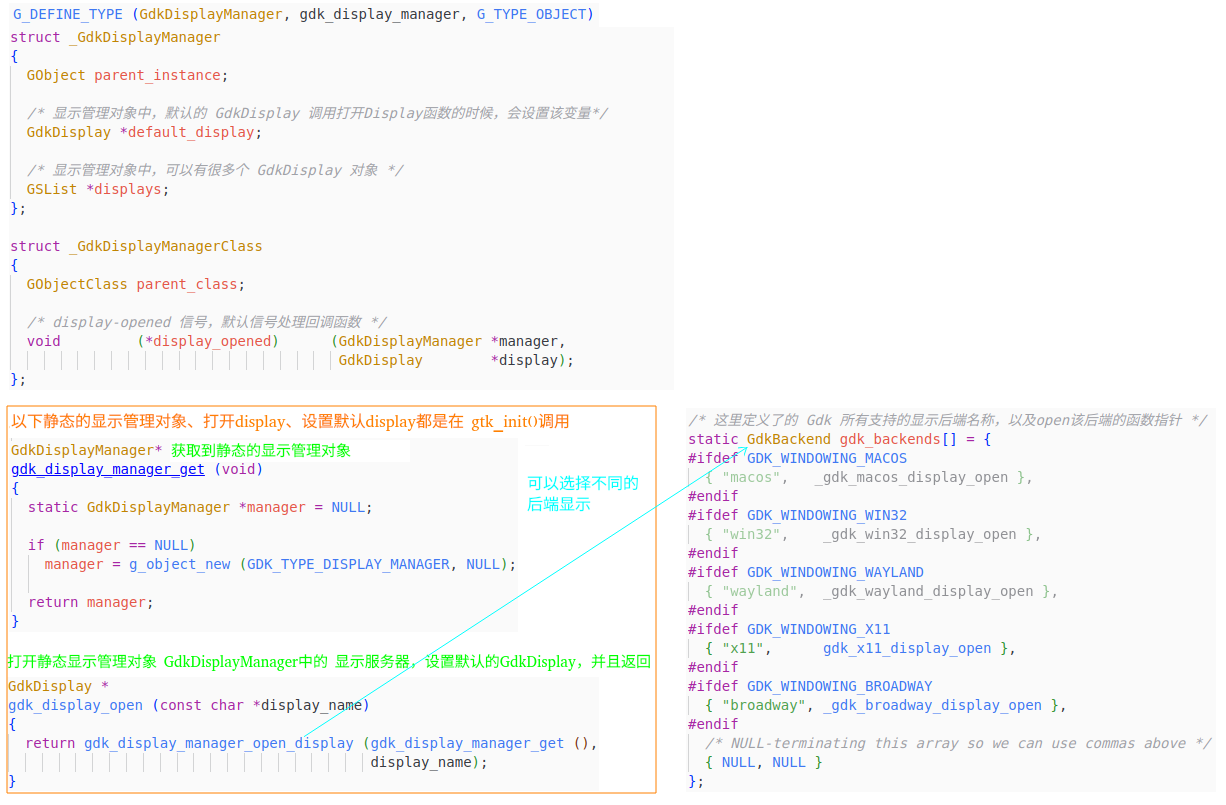 G_DEFINE_TYPE (GdkDisplayManager, gdk_display_manager, G_TYPE_OBJECT)
struct _GdkDisplayManager
{
  GObject parent_instance;

  /* 显示管理对象中，默认的 GdkDisplay 调用打开Display函数的时候，会设置该变量*/
  GdkDisplay *default_display;

  /* 显示管理对象中，可以有很多个 GdkDisplay 对象 */
  GSList *displays;
};

struct _GdkDisplayManagerClass
{
  GObjectClass parent_class;

  /* display-opened 信号，默认信号处理回调函数 */
  void         (*display_opened)      (GdkDisplayManager *manager,
                                       GdkDisplay        *display);
};

以下静态的显示管理对象、打开display、设置默认display都是在 gtk_init()调用
GdkDisplayManager* 获取到静态的显示管理对象
gdk_display_manager_get (void)
{
  static GdkDisplayManager *manager = NULL;

  if (manager == NULL)
    manager = g_object_new (GDK_TYPE_DISPLAY_MANAGER, NULL);

  return manager;
}

可以选择不同的
后端显示

打开静态显示管理对象 GdkDisplayManager中的 显示服务器，设置默认的GdkDisplay，并且返回
GdkDisplay *
gdk_display_open (const char *display_name)
{
  return gdk_display_manager_open_display (gdk_display_manager_get (),
                                           display_name);
}

/* 这里定义了的 Gdk 所有支持的显示后端名称，以及open该后端的函数指针 */
static GdkBackend gdk_backends[] = {
#ifdef GDK_WINDOWING_MACOS
  { "macos",   _gdk_macos_display_open },
#endif
#ifdef GDK_WINDOWING_WIN32
  { "win32",    _gdk_win32_display_open },
#endif
#ifdef GDK_WINDOWING_WAYLAND
  { "wayland",  _gdk_wayland_display_open },
#endif
#ifdef GDK_WINDOWING_X11
  { "x11",      gdk_x11_display_open },
#endif
#ifdef GDK_WINDOWING_BROADWAY
  { "broadway", _gdk_broadway_display_open },
#endif
  /* NULL-terminating this array so we can use commas above */
  { NULL, NULL }
};